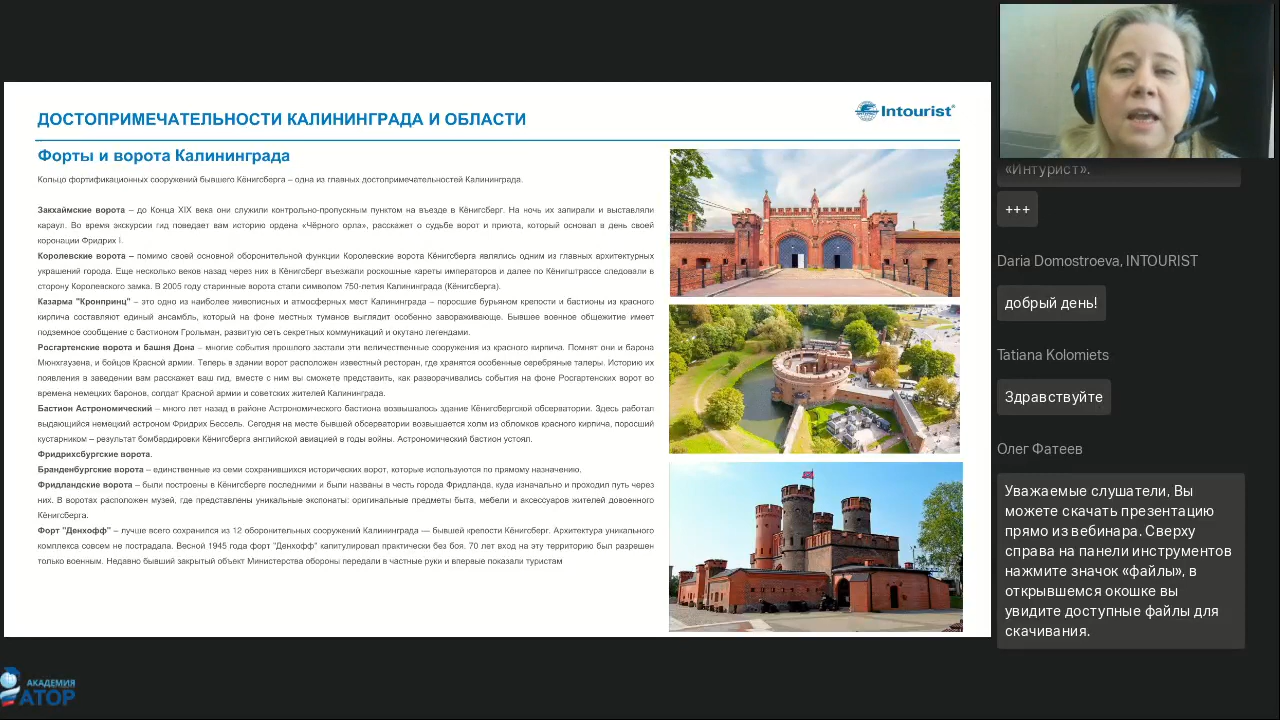 ДОСТОПРИМЕЧАТЕЛЬНОСТИ КАЛИНИНГРАДА И ОБЛАСТИ
Intourist
Форты и ворота Калининграда
Кольцо фортификационных сооружений бывшего Кёнигсберга – одна из главных достопримечательностей Калининграда.
Закхаймские ворота – до Конца XIX века они служили контрольно-пропускным пунктом на въезде в Кёнигсберг. На ночь их запирали и выставляли
караул. Во время экскурсии гид поведает вам историю ордена «Чёрного орла», расскажет о судьбе ворот и приюта, который основал в день своей
коронации Фридрих I.
Королевские ворота – помимо своей основной оборонительной функции Королевские ворота Кёнигсберга являлись одним из главных архитектурных
украшений города. Еще несколько веков назад через них в Кёнигсберг въезжали роскошные кареты императоров и далее по Кёнигштрассе следовали в
сторону Королевского замка. В 2005 году старинные ворота стали символом 750-летия Калининграда (Кёнигсберга).
Казарма "Кронпринц" – это одно из наиболее живописных и атмосферных мест Калининграда – поросшие бурьяном крепости и бастионы из красного
кирпича составляют единый ансамбль, который на фоне местных туманов выглядит особенно завораживающе. Бывшее военное общежитие имеет
подземное сообщение с бастионом Грольман, развитую сеть секретных коммуникаций и окутано легендами.
Росгартенские ворота и башня Дона – многие события прошлого застали эти величественные сооружения из красного кирпича. Помнят они и барона
Мюнхгаузена, и бойцов Красной армии. Теперь в здании ворот расположен известный ресторан, где хранятся особенные серебряные талеры. Историю их
появления в заведении вам расскажет ваш гид, вместе с ним вы сможете представить, как разворачивались события на фоне Росгартенских ворот во
времена немецких баронов, солдат Красной армии и советских жителей Калининграда.
Бастион Астрономический – много лет назад в районе Астрономического бастиона возвышалось здание Кёнигсбергской обсерватории. Здесь работал
выдающийся немецкий астроном Фридрих Бессель. Сегодня на месте бывшей обсерватории возвышается холм из обломков красного кирпича, поросший
кустарником – результат бомбардировки Кёнигсберга английской авиацией в годы войны. Астрономический бастион устоял.
Фридрихсбургские ворота.
Бранденбургские ворота – единственные из семи сохранившихся исторических ворот, которые используются по прямому назначению.
Фридландские ворота – были построены в Кёнигсберге последними и были названы в честь города Фридланда, куда изначально и проходил путь через
них. В воротах расположен музей, где представлены уникальные экспонаты: оригинальные предметы быта, мебели и аксессуаров жителей довоенного
Кёнигсберга.
Форт "Денхофф" – лучше всего сохранился из 12 оборонительных сооружений Калининграда — бывшей крепости Кёнигсберг. Архитектура уникального
комплекса совсем не пострадала. Весной 1945 года форт "Денхофф" капитулировал практически без боя. 70 лет вход на эту территорию был разрешен
только военным. Недавно бывший закрытый объект Министерства обороны передали в частные руки и впервые показали туристам
«Интурист».
+++
Daria Domostroeva, INTOURIST
добрый день!
Tatiana Kolomiets
Здравствуйте
Олег Фатеев
Уважаемые слушатели, Вы
можете скачать презентацию
прямо из вебинара. Сверху
справа на панели инструментов
нажмите значок «файлы», в
открывшемся окошке вы
увидите доступные файлы для
скачивания.
АКАДЕМИЯ
АТОР